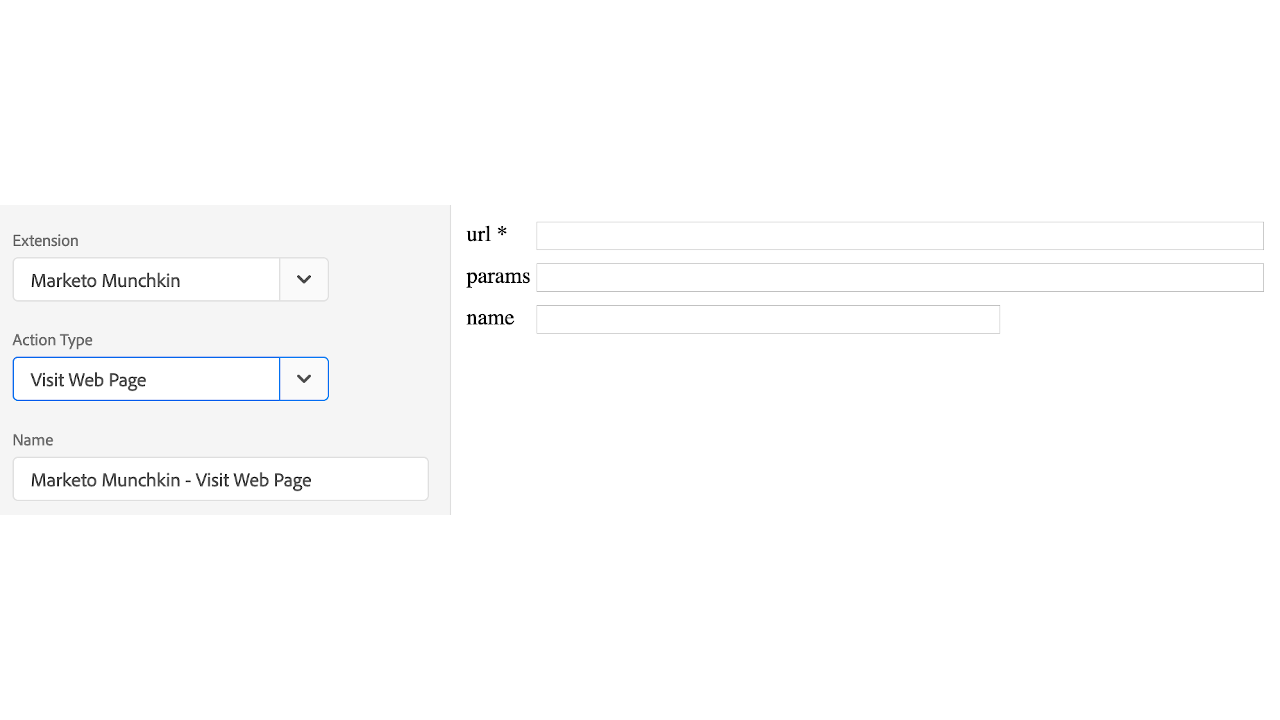 Extension
Marketo Munchkin
Action Type
Visit Web Page
Name
Marketo Munchkin - Visit Web Page
url *
params
name